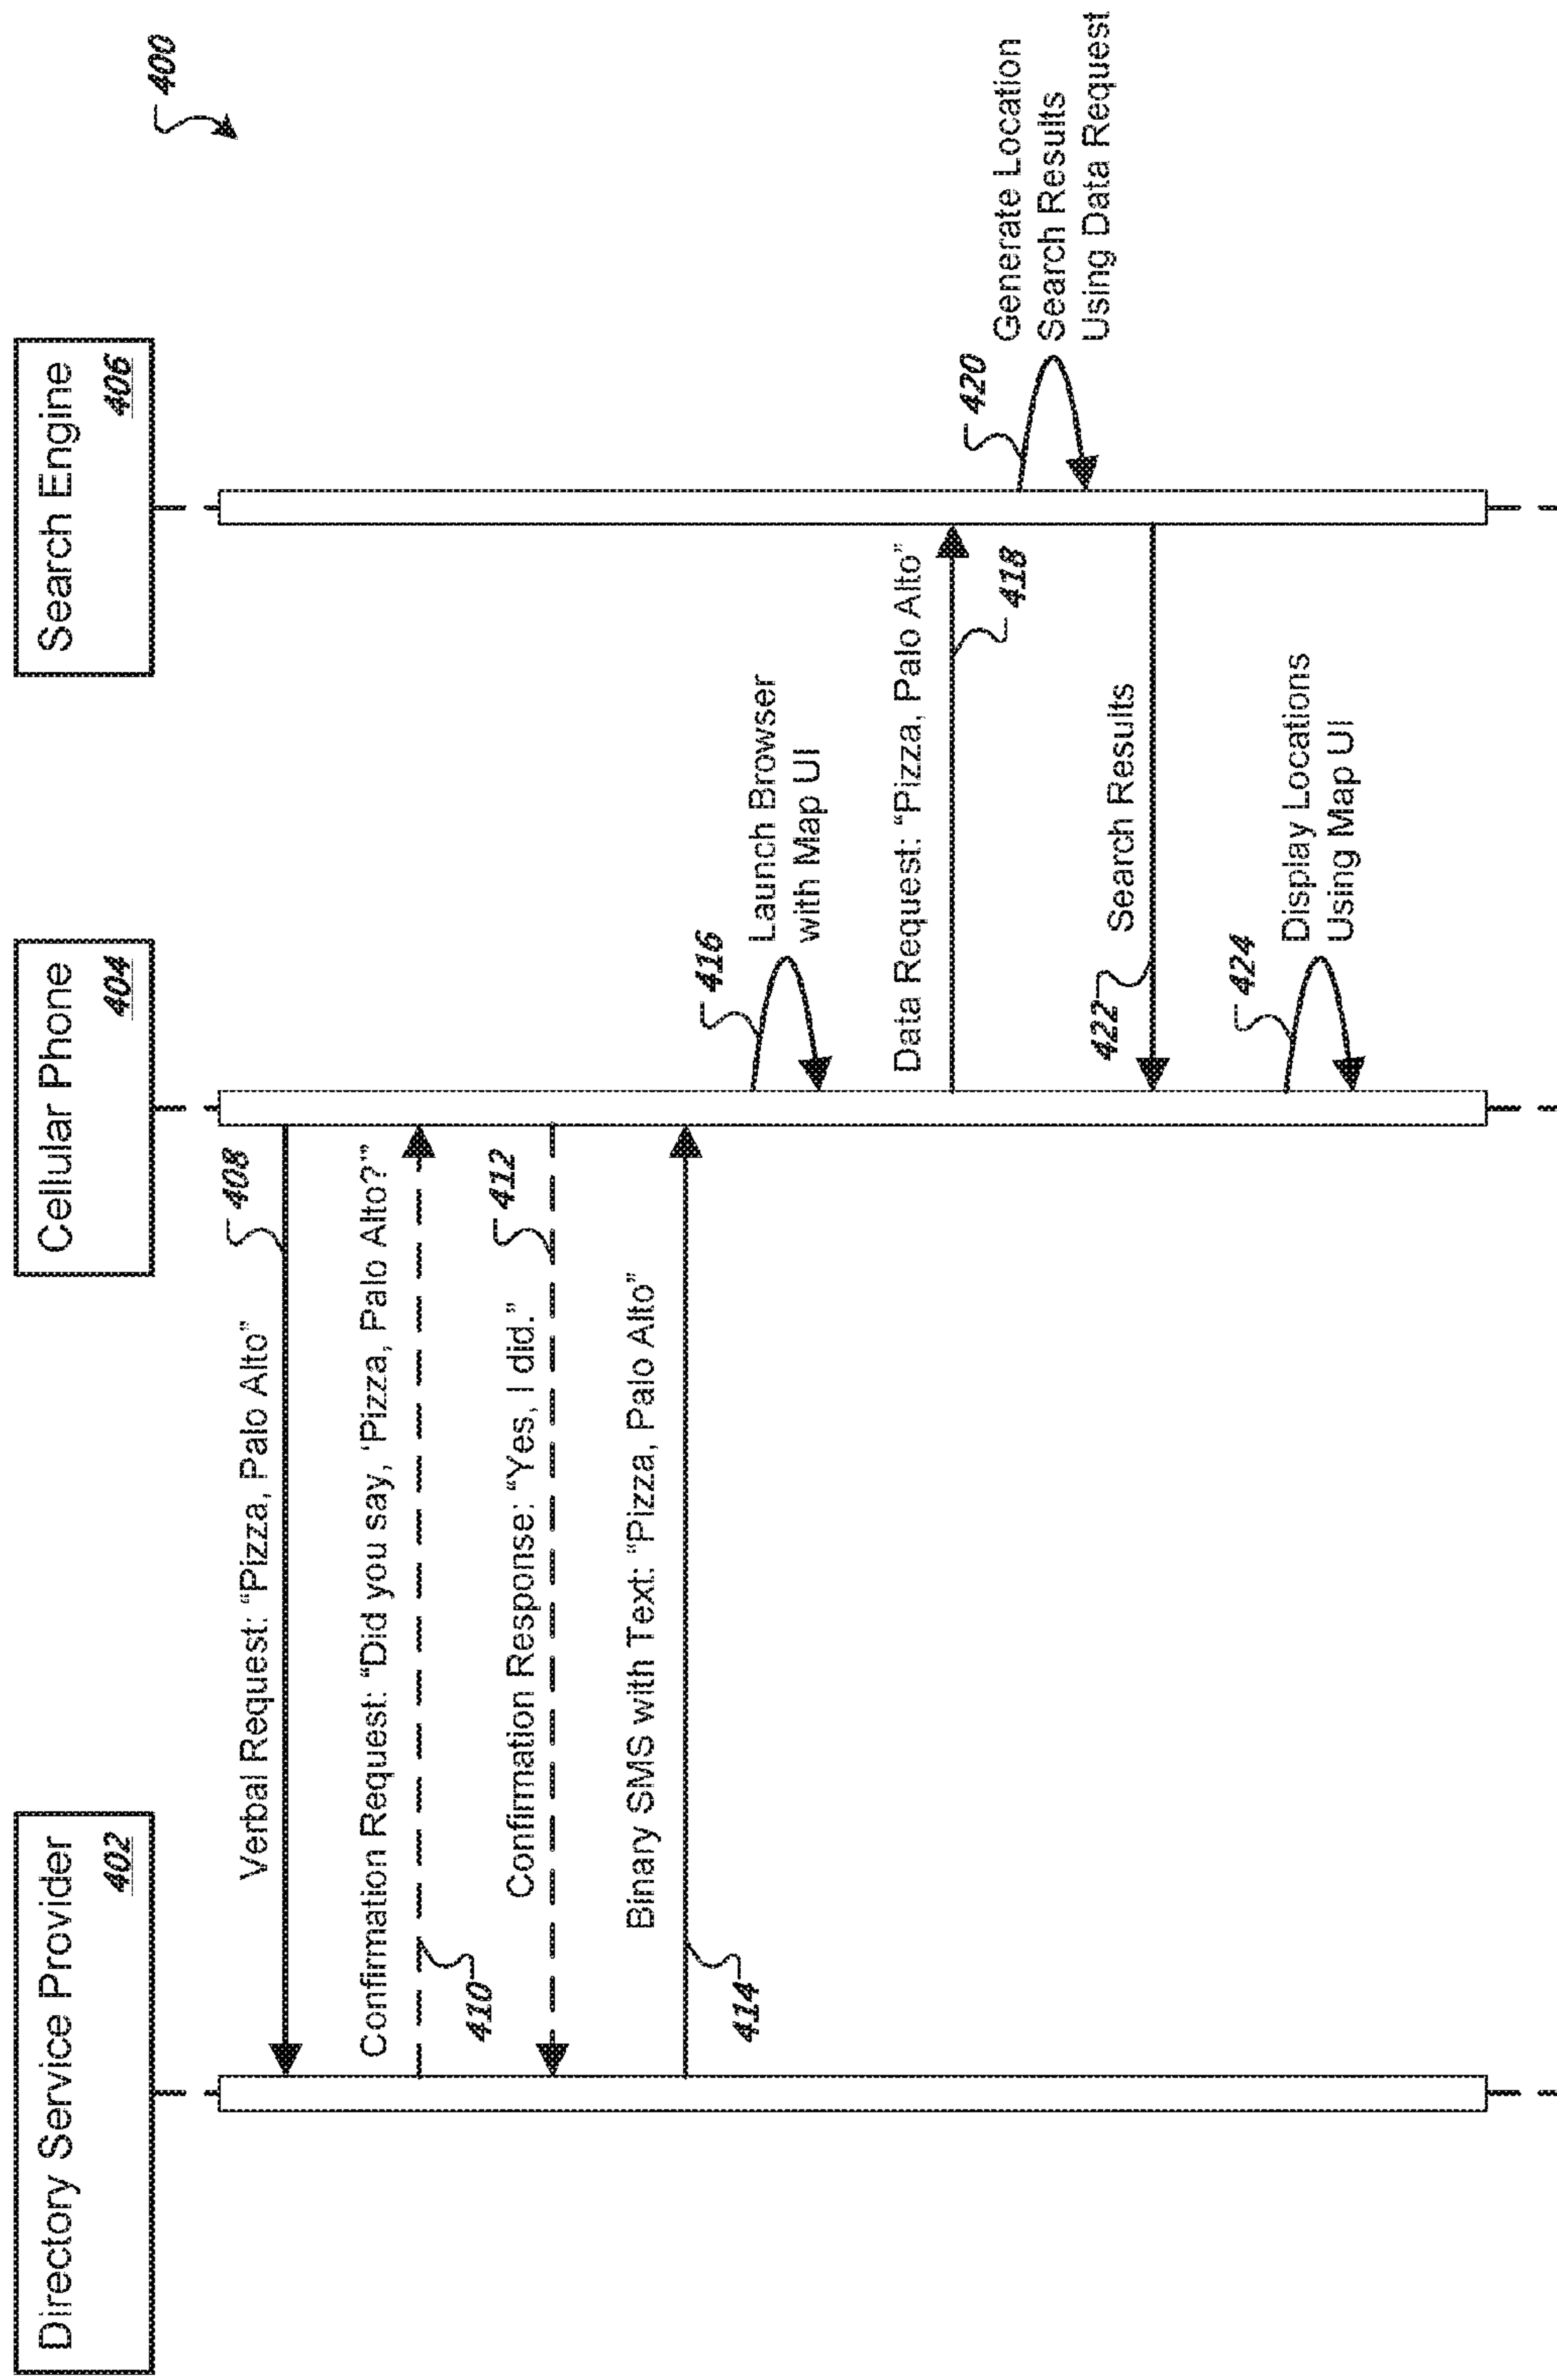 400
Directory Service Provider
402
Cellular Phone
404
Search Engine
406
Verbal Request: “Pizza, Palo Alto”
408
Confirmation Request: “Did you say, ‘Pizza, Palo Alto?’”
410
Confirmation Response: “Yes, I did.”
412
Binary SMS with Text: “Pizza, Palo Alto”
414
416
Launch Browser
with Map UI
Data Request: “Pizza, Palo Alto”
418
420
Generate Location
Search Results
Using Data Request
Search Results
422
424
Display Locations
Using Map UI